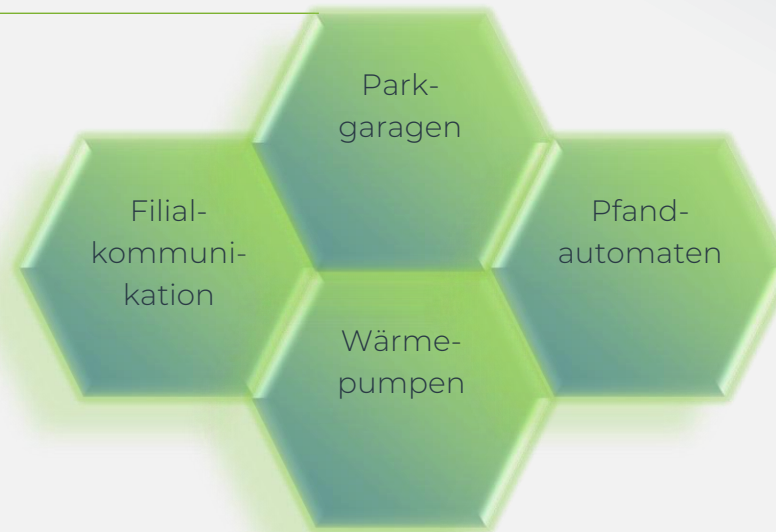 Park-
garagen
Filial-
kommuni-
kation
Pfand-
automaten
Wärme-
pumpen